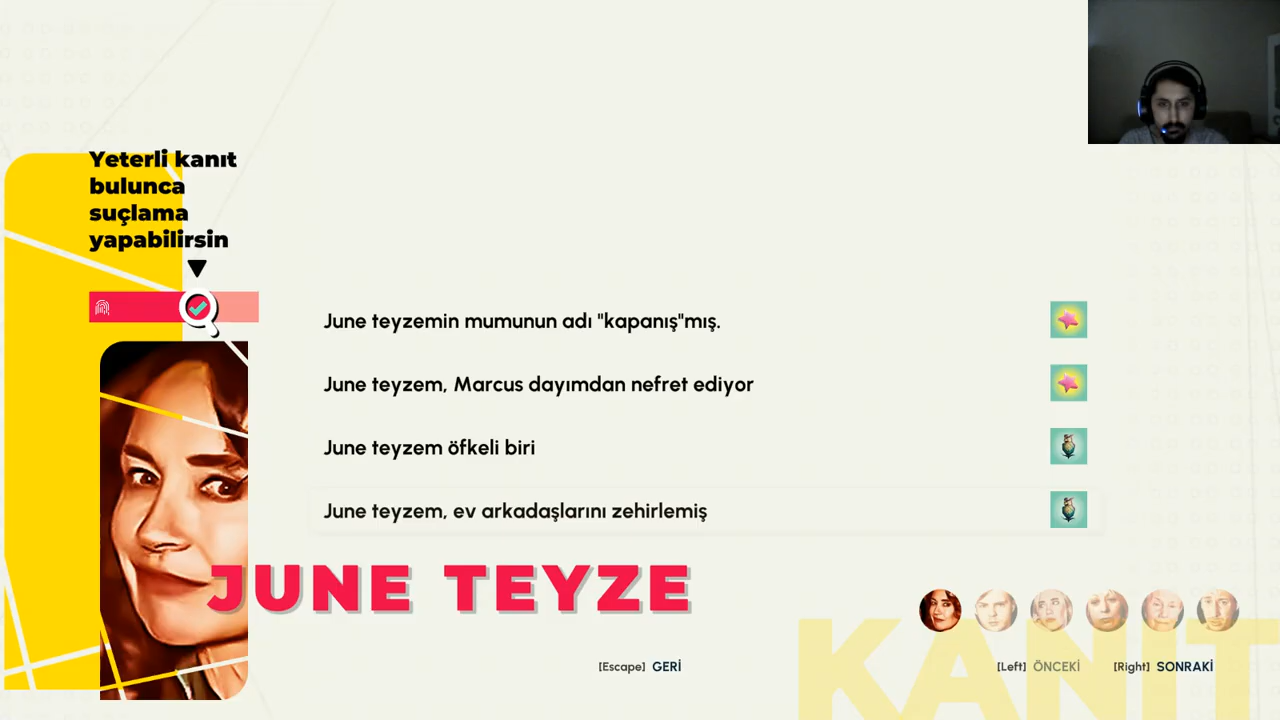 Yeterli kanıt
bulunca
suçlama
yapabilirsin
June teyzemin mumunun adı "kapanış"mış.
June teyzem, Marcus dayımdan nefret ediyor
June teyzem öfkeli biri
June teyzem, ev arkadaşlarını zehirlemiş
JUNE TEYZE
KANIT
[Escape] GERİ
[Left] ÖNCEKİ
[Right] SONRAKİ